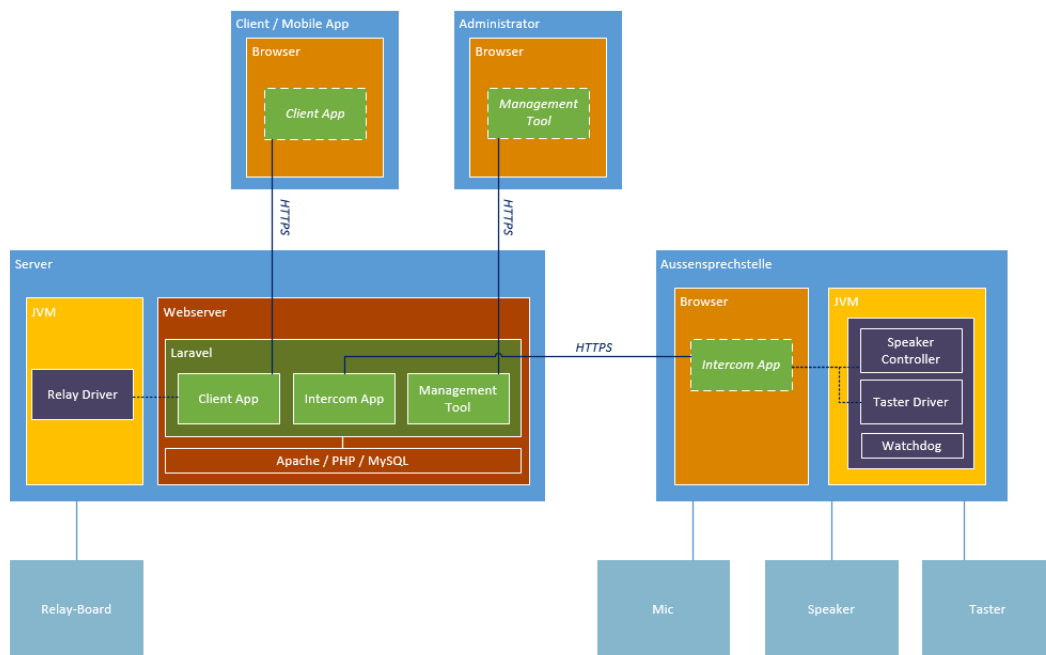 Client / Mobile App
Browser
Client App
Administrator
Browser
Management
Tool
HTTPS
HTTPS
Server
JVM
Relay Driver
Webserver
Laravel
Client App
Intercom App
Management
Tool
Apache / PHP / MySQL
HTTPS
Aussensprechstelle
Browser
Intercom App
JVM
Speaker
Controller
Taster Driver
Watchdog
Relay-Board
Mic
Speaker
Taster